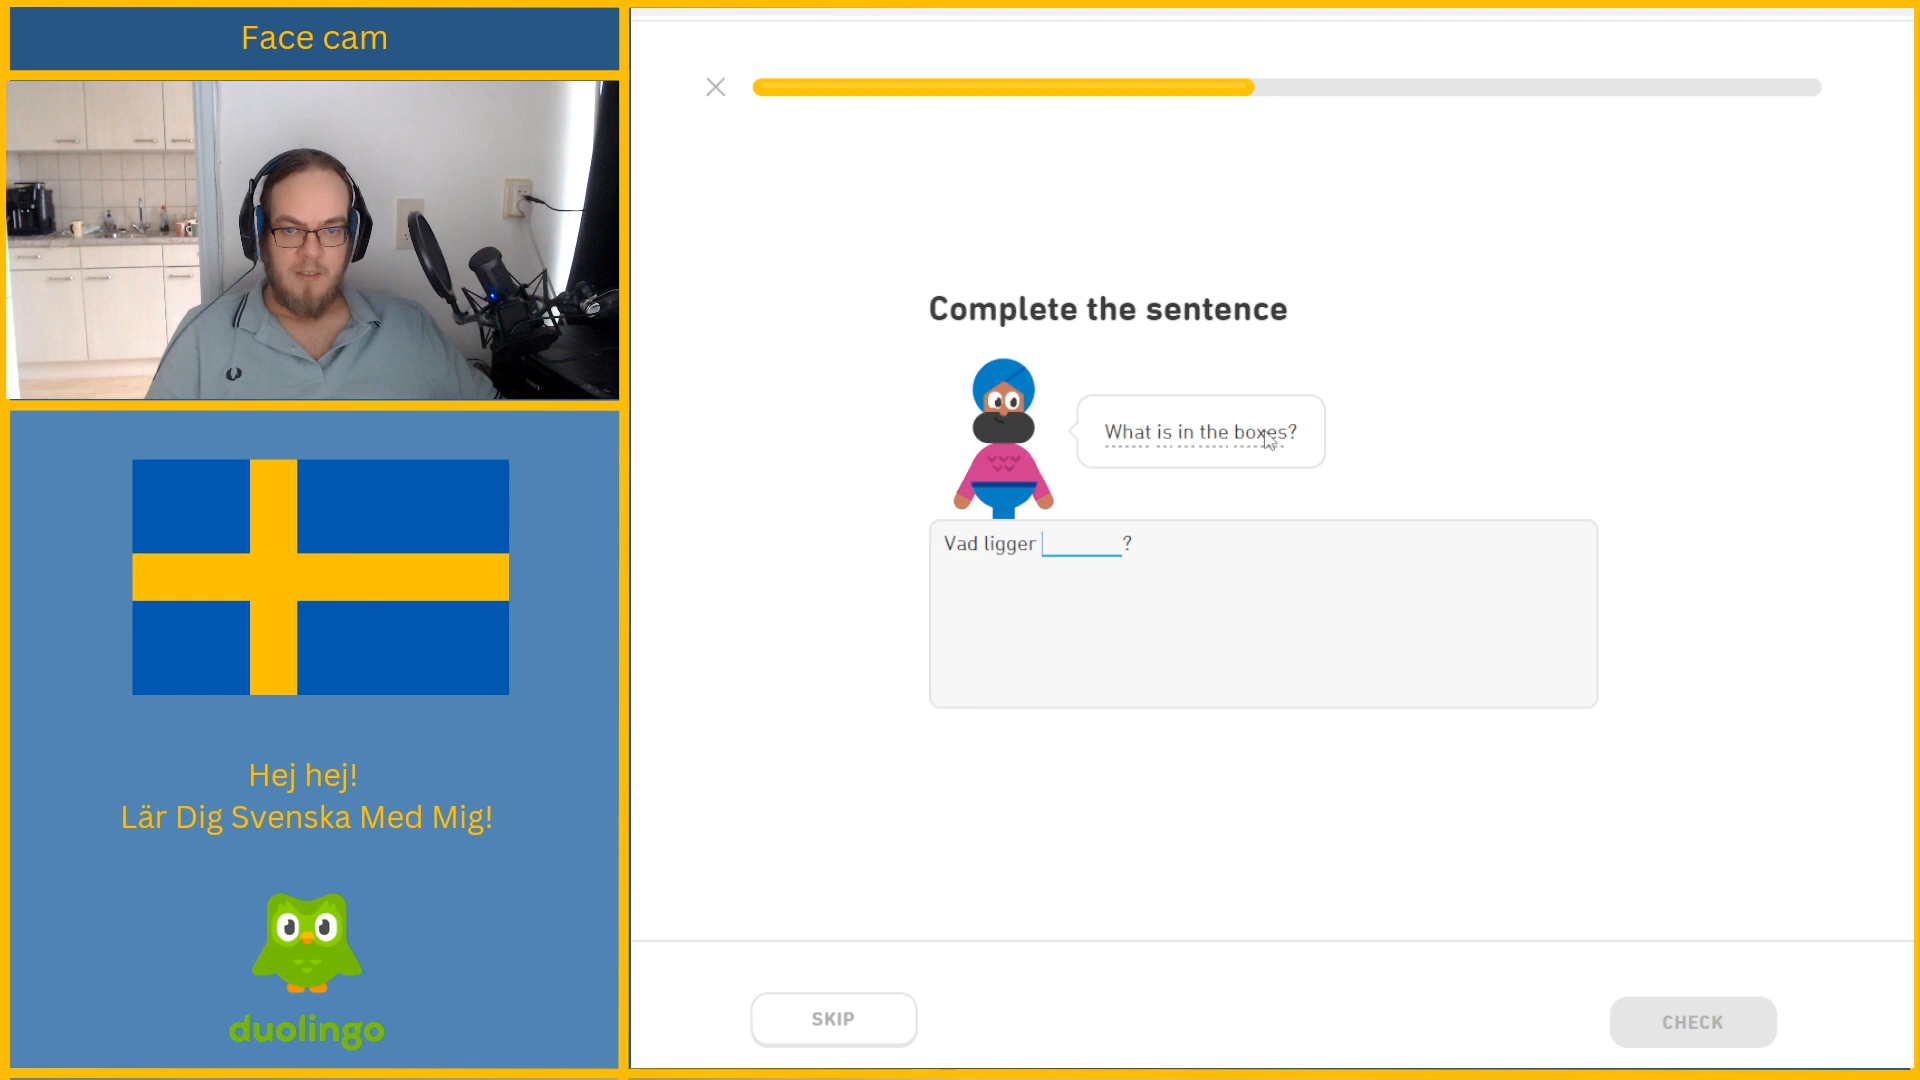 Face cam
Complete the sentence
What is in the boxes?
Vad ligger ?
Hej hej!
Lär Dig Svenska Med Mig!
duolingo
SKIP
CHECK